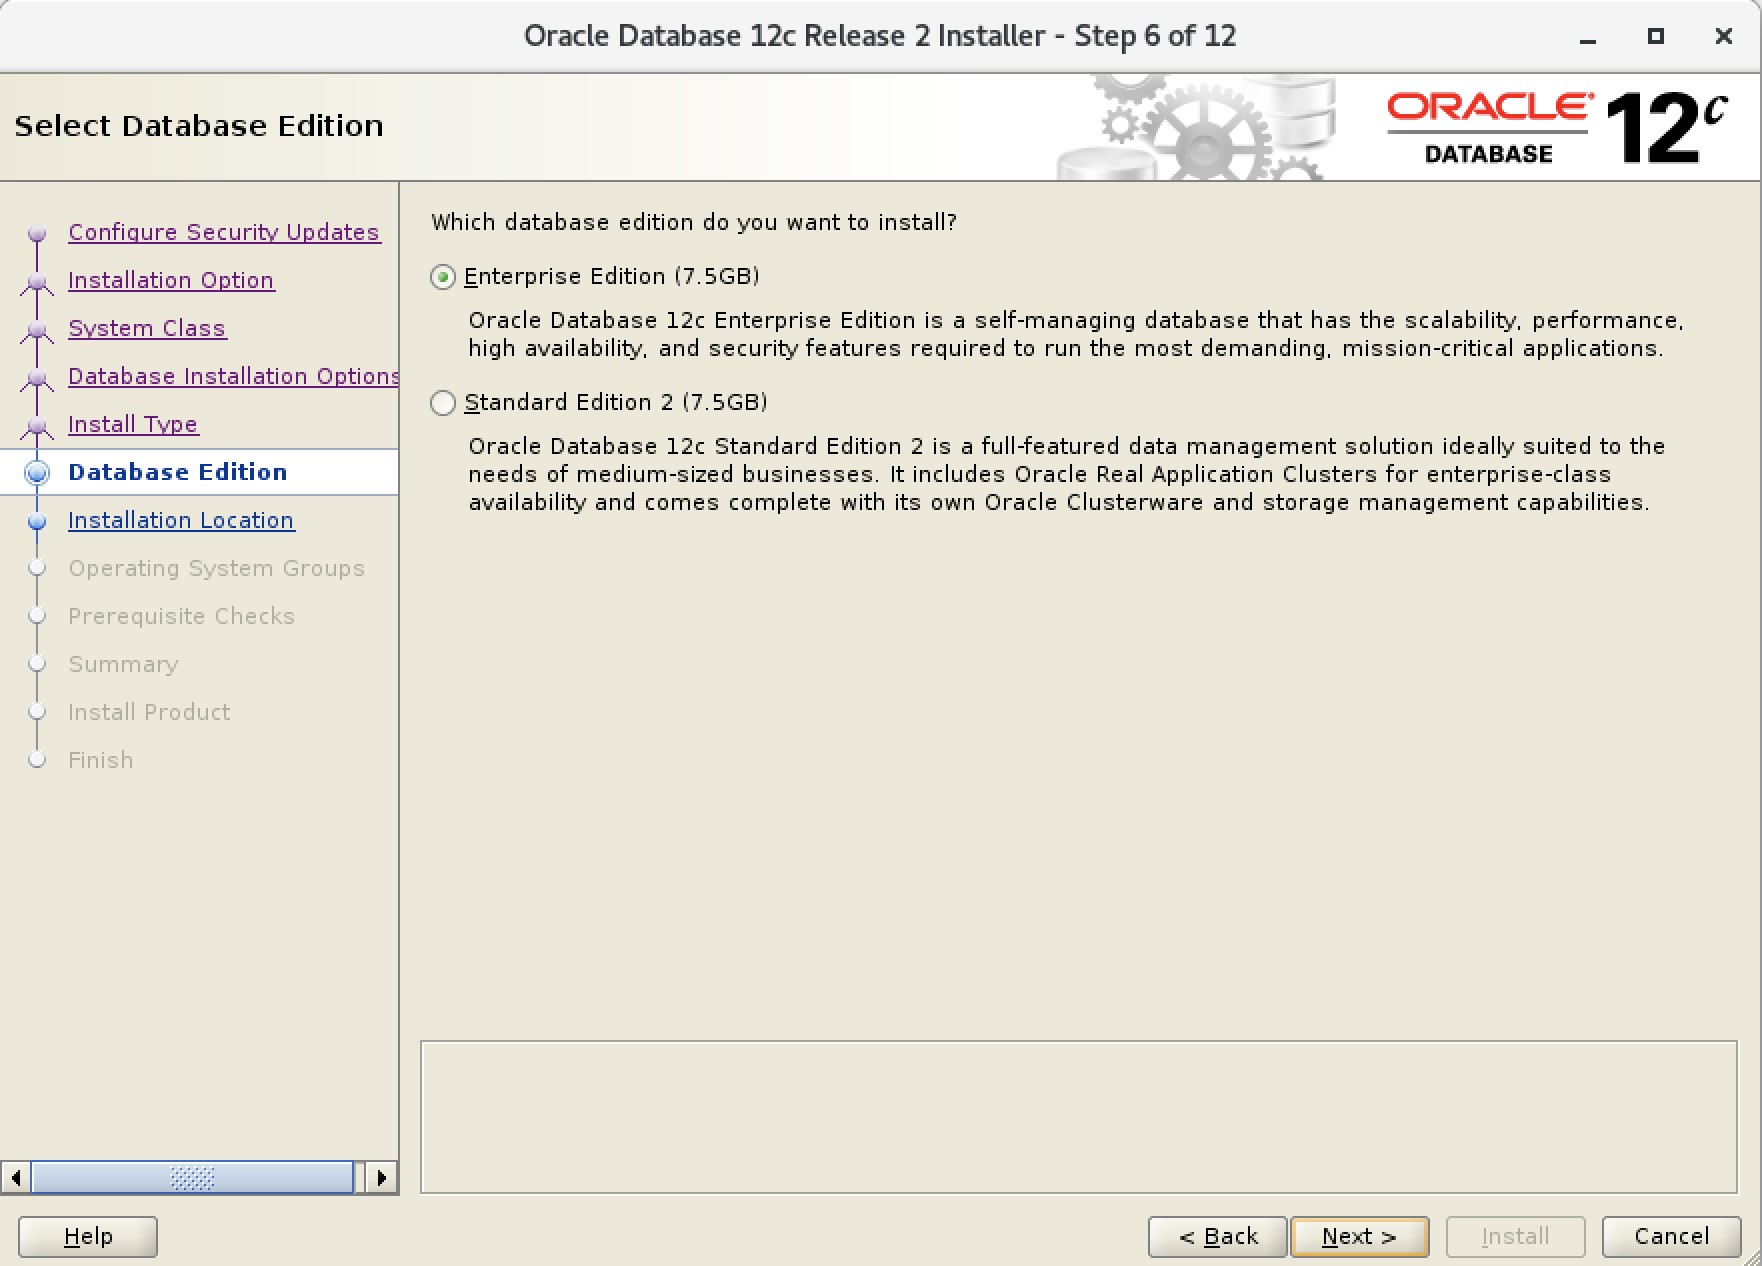 Oracle Database 12c Release 2 Installer - Step 6 of 12
Select Database Edition
ORACLE
DATABASE
12c
Configure Security Updates
Installation Option
System Class
Database Installation Options
Install Type
Database Edition
Installation Location
Operating System Groups
Prerequisite Checks
Summary
Install Product
Finish
Which database edition do you want to install?
Enterprise Edition (7.5GB)
Oracle Database 12c Enterprise Edition is a self-managing database that has the scalability, performance,
high availability, and security features required to run the most demanding, mission-critical applications.
Standard Edition 2 (7.5GB)
Oracle Database 12c Standard Edition 2 is a full-featured data management solution ideally suited to the
needs of medium-sized businesses. It includes Oracle Real Application Clusters for enterprise-class
availability and comes complete with its own Oracle Clusterware and storage management capabilities.
Help
< Back
Next >
Install
Cancel